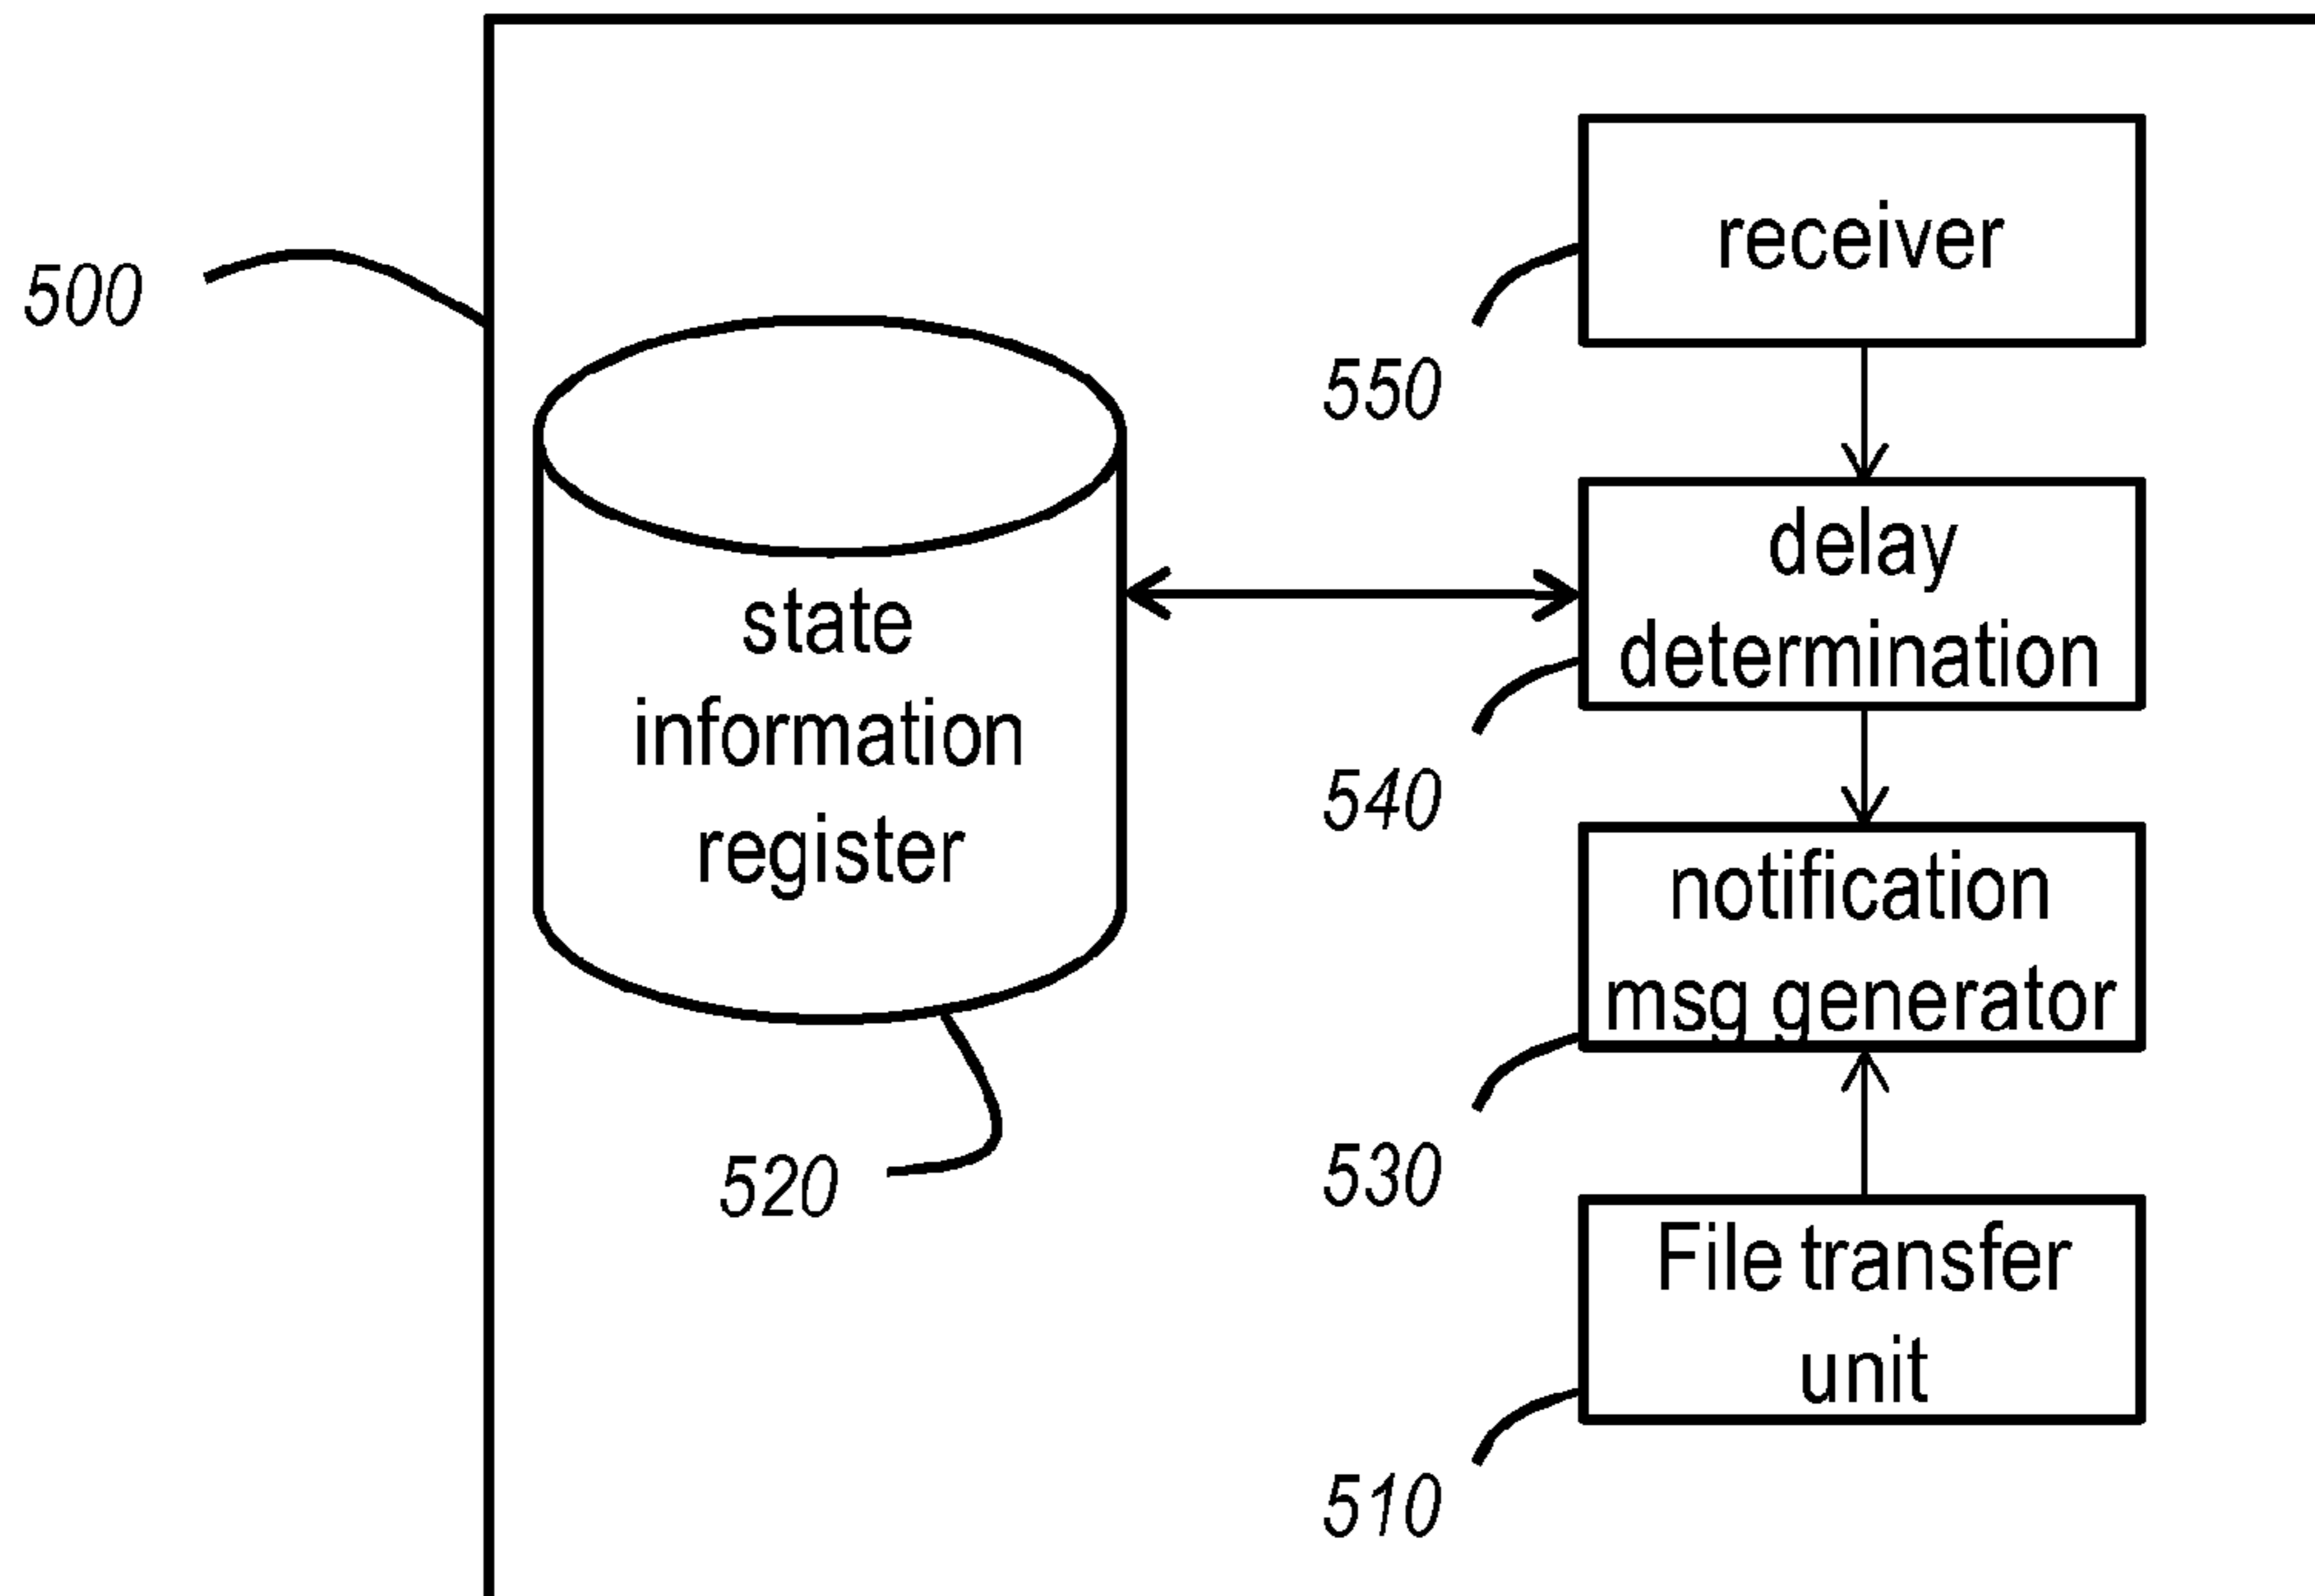 500
state
information
register
520
receiver
550
delay
determination
540
notification
msg generator
530
File transfer
unit
510